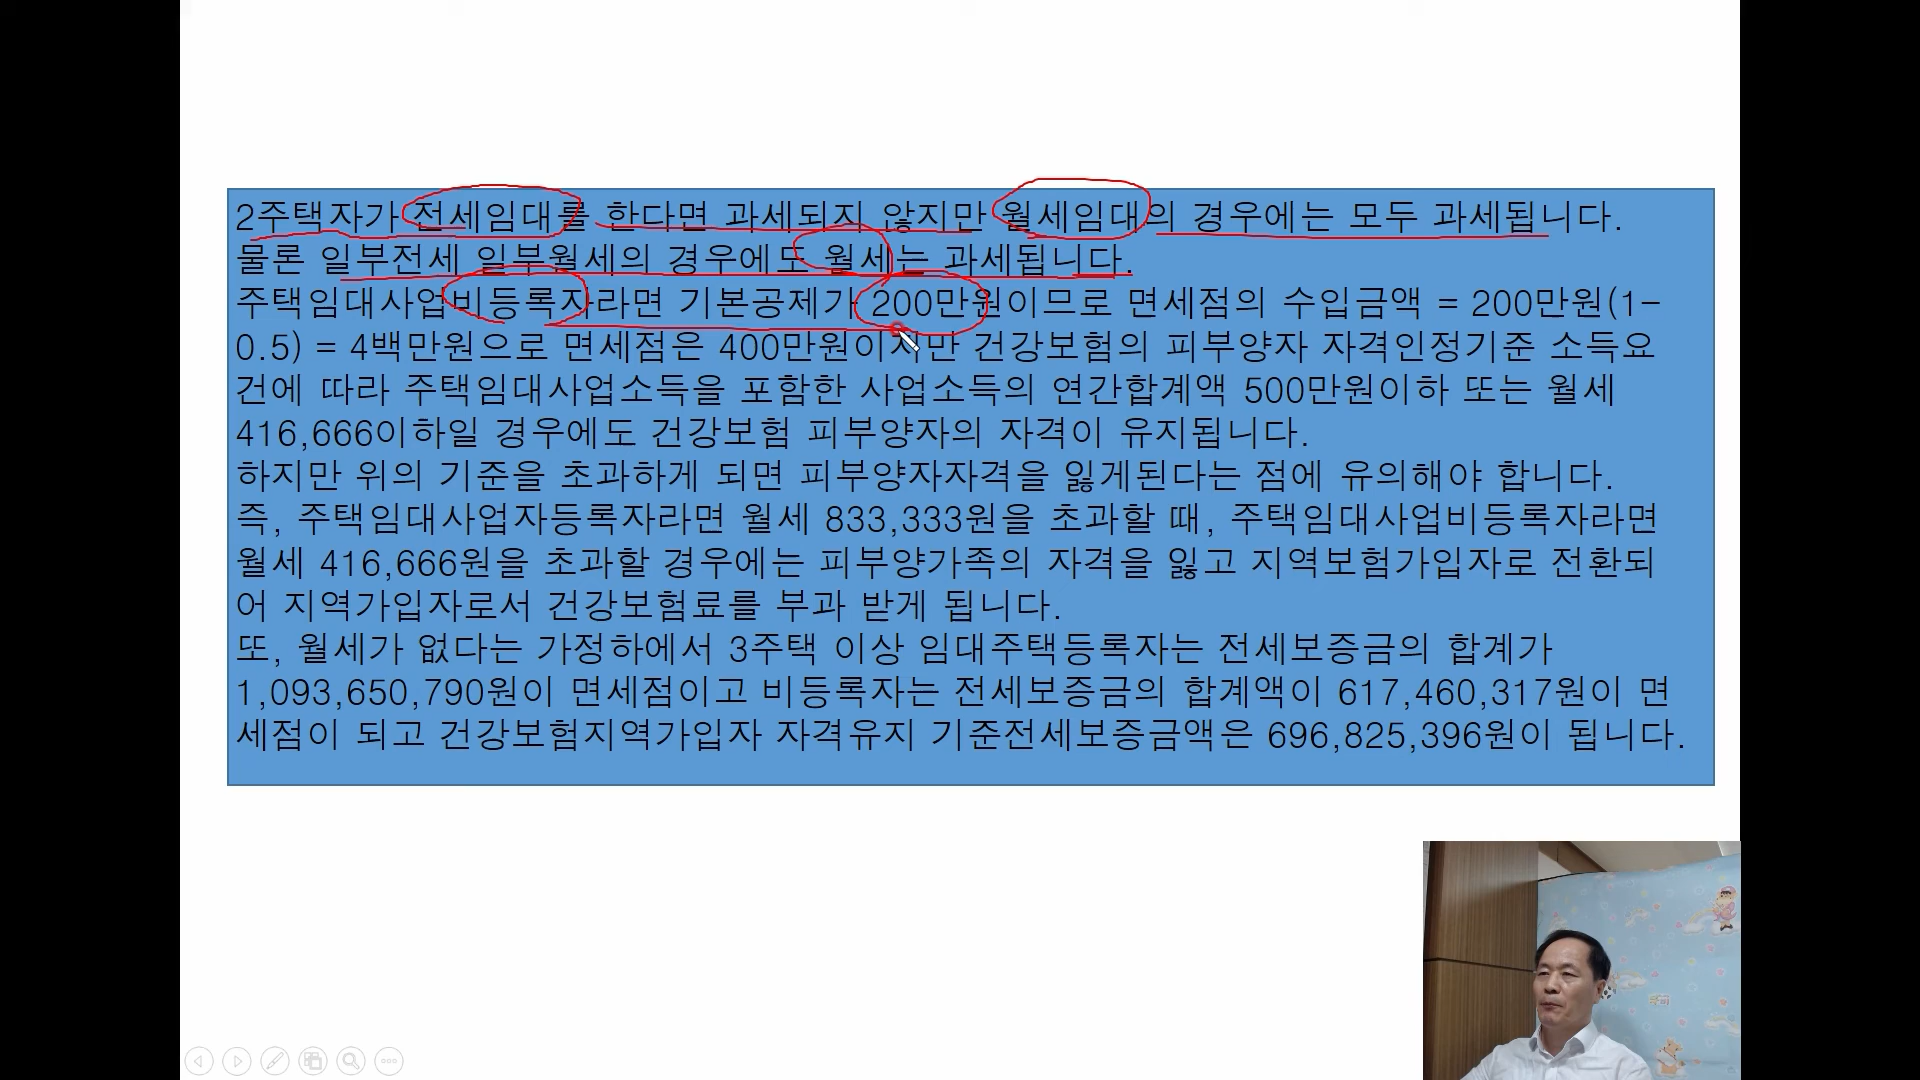 2주택자가 전세임대를 한다면 과세되지 않지만 월세임대의 경우에는 모두 과세됩니다.
물론 일부전세 일부월세의 경우에도 월세는 과세됩니다.
주택임대사업비등록자라면 기본공제가 200만원이므로 면세점의 수입금액 = 200만원(1-
0.5) = 4백만원으로 면세점은 400만원이지만 건강보험의 피부양자 자격인정기준 소득요
건에 따라 주택임대사업소득을 포함한 사업소득의 연간합계액 500만원이하 또는 월세
416,666이하일 경우에도 건강보험 피부양자의 자격이 유지됩니다.
하지만 위의 기준을 초과하게 되면 피부양자자격을 잃게된다는 점에 유의해야 합니다.
즉, 주택임대사업자등록자라면 월세 833,333원을 초과할 때, 주택임대사업비등록자라면
월세 416,666원을 초과할 경우에는 피부양가족의 자격을 잃고 지역보험가입자로 전환되
어 지역가입자로서 건강보험료를 부과 받게 됩니다.
또, 월세가 없다는 가정하에서 3주택 이상 임대주택등록자는 전세보증금의 합계가
1,093,650,790원이 면세점이고 비등록자는 전세보증금의 합계액이 617,460,317원이 면
세점이 되고 건강보험지역가입자 자격유지 기준전세보증금액은 696,825,396원이 됩니다.